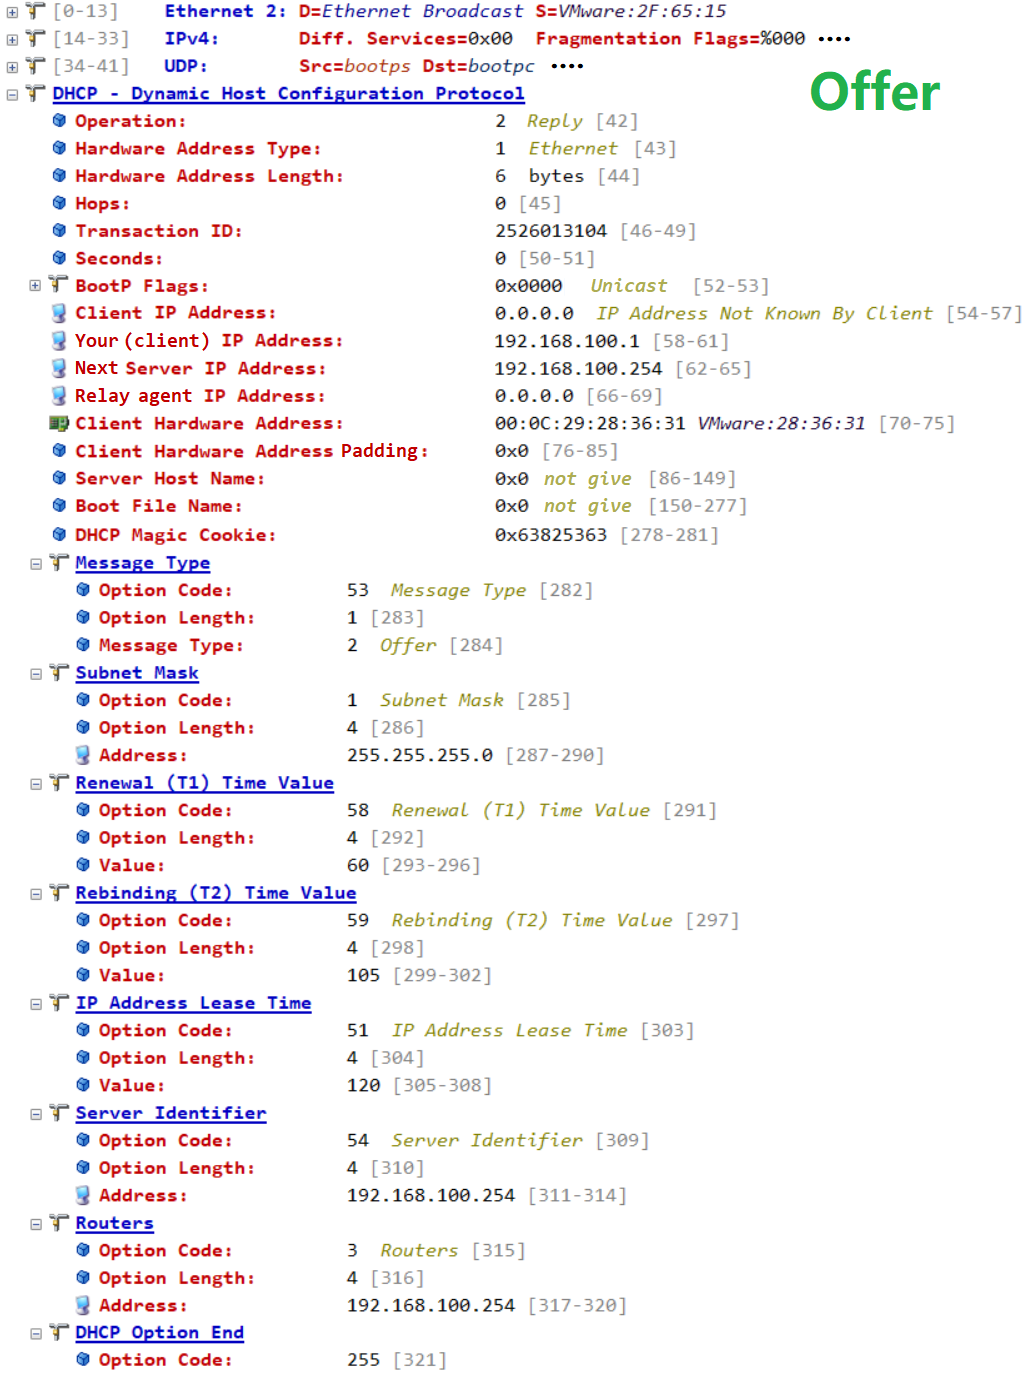 [0-13] Ethernet 2: D=Ethernet Broadcast S=VMware:2F:65:15
[14-33] IPv4: Diff. Services=0x00 Fragmentation Flags=%000 ••••
[34-41] UDP: Src=bootps Dst=bootpc ••••
DHCP - Dynamic Host Configuration Protocol
Offer
Operation: 2 Reply [42]
Hardware Address Type: 1 Ethernet [43]
Hardware Address Length: 6 bytes [44]
Hops: 0 [45]
Transaction ID: 2526013104 [46-49]
Seconds: 0 [50-51]
BootP Flags: 0x0000 Unicast [52-53]
Client IP Address: 0.0.0.0 IP Address Not Known By Client [54-57]
Your(client) IP Address: 192.168.100.1 [58-61]
Next Server IP Address: 192.168.100.254 [62-65]
Relay agent IP Address: 0.0.0.0 [66-69]
Client Hardware Address: 00:0C:29:28:36:31 VMware:28:36:31 [70-75]
Client Hardware Address Padding: 0x0 [76-85]
Server Host Name: 0x0 not give [86-149]
Boot File Name: 0x0 not give [150-277]
DHCP Magic Cookie: 0x63825363 [278-281]
Message Type
Option Code: 53 Message Type [282]
Option Length: 1 [283]
Message Type: 2 Offer [284]
Subnet Mask
Option Code: 1 Subnet Mask [285]
Option Length: 4 [286]
Address: 255.255.255.0 [287-290]
Renewal (T1) Time Value
Option Code: 58 Renewal (T1) Time Value [291]
Option Length: 4 [292]
Value: 60 [293-296]
Rebinding (T2) Time Value
Option Code: 59 Rebinding (T2) Time Value [297]
Option Length: 4 [298]
Value: 105 [299-302]
IP Address Lease Time
Option Code: 51 IP Address Lease Time [303]
Option Length: 4 [304]
Value: 120 [305-308]
Server Identifier
Option Code: 54 Server Identifier [309]
Option Length: 4 [310]
Address: 192.168.100.254 [311-314]
Routers
Option Code: 3 Routers [315]
Option Length: 4 [316]
Address: 192.168.100.254 [317-320]
DHCP Option End
Option Code: 255 [321]